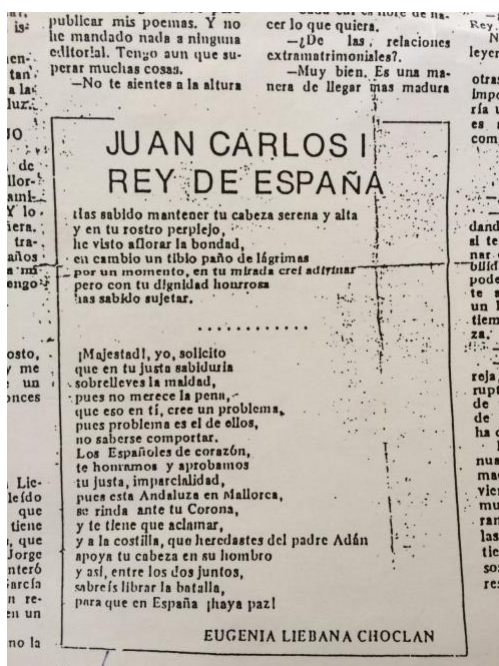 publicar mis poemas. Y no
he mandado nada a ninguna
editorial. Tengo aun que su-
perar muchas cosas.
—No te sientes a la altura
cer lo que quiera.
—¿De las relaciones
extramatrimoniales?.
—Muy bien. Es una ma-
nera de llegar mas madura
JUAN CARLOS I
REY DE ESPAÑA
Has sabido mantener tu cabeza serena y alta
y en tu rostro perplejo,
he visto aflorar la bondad,
en cambio un tibio paño de lágrimas
por un momento, en tu mirada creí adivinar
pero con tu dignidad honrrosa
has sabido sujetar.
...........
¡Majestad!, yo, solicito
que en tu justa sabiduria
sobrelleves la maldad,
pues no merece la pena,
que eso en tí, cree un problema,
pues problema es el de ellos,
no saberse comportar.
Los Españoles de corazón,
te honramos y aprobamos
tu justa, imparcialidad,
pues esta Andaluza en Mallorca,
se rinda ante tu Corona,
y te tiene que aclamar,
y a la costilla, que heredastes del padre Adán
apoya tu cabeza en su hombro
y así, entre los dos juntos,
sabreís librar la batalla,
para que en España ¡haya paz!
EUGENIA LIEBANA CHOCLAN